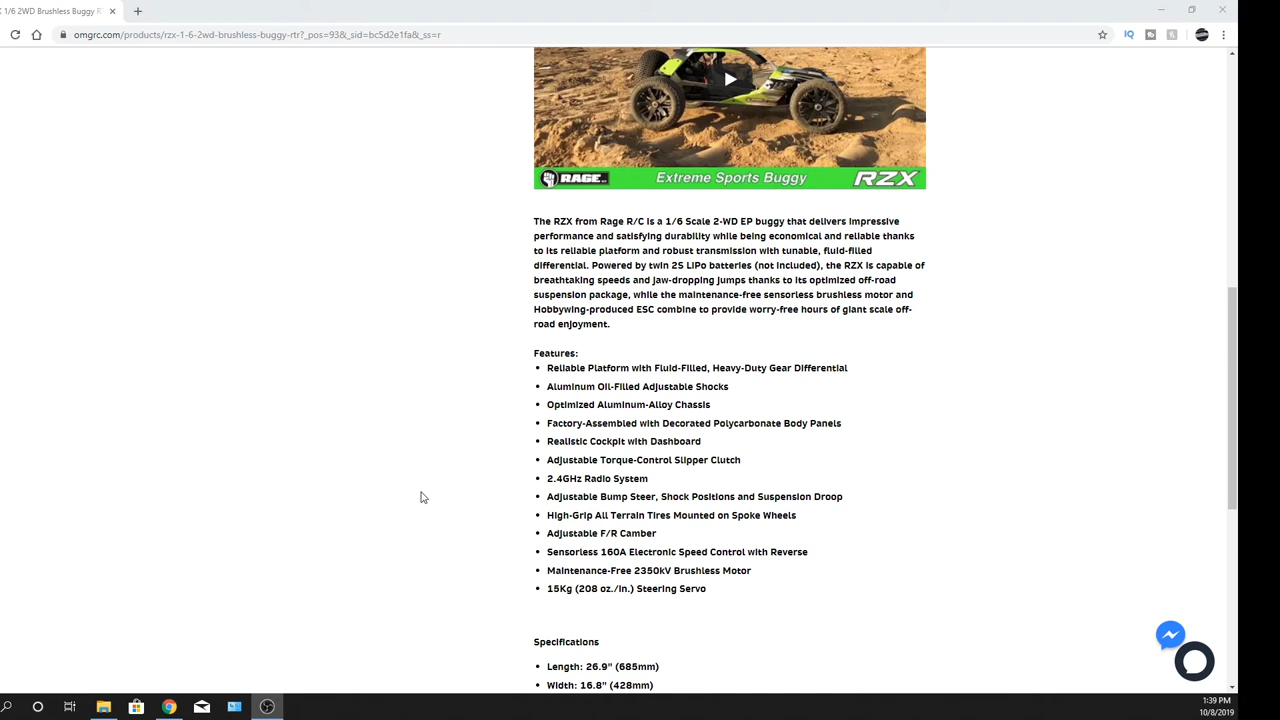 X 1/6 2WD Brushless Buggy R
omgrc.com/products/rzx-1-6-2wd-brushless-buggy-rtr?_pos=93&_sid=bc5d2e1fa&_ss=r
IQ
RAGE
Extreme Sports Buggy
RZX
The RZX from Rage R/C is a 1/6 Scale 2-WD EP buggy that delivers impressive
performance and satisfying durability while being economical and reliable thanks
to its reliable platform and robust transmission with tunable, fluid-filled
differential. Powered by twin 2S LiPo batteries (not included), the RZX is capable of
breathtaking speeds and jaw-dropping jumps thanks to its optimized off-road
suspension package, while the maintenance-free sensorless brushless motor and
Hobbywing-produced ESC combine to provide worry-free hours of giant scale off-
road enjoyment.
Features:
• Reliable Platform with Fluid-Filled, Heavy-Duty Gear Differential
• Aluminum Oil-Filled Adjustable Shocks
• Optimized Aluminum-Alloy Chassis
• Factory-Assembled with Decorated Polycarbonate Body Panels
• Realistic Cockpit with Dashboard
• Adjustable Torque-Control Slipper Clutch
• 2.4GHz Radio System
• Adjustable Bump Steer, Shock Positions and Suspension Droop
• High-Grip All Terrain Tires Mounted on Spoke Wheels
• Adjustable F/R Camber
• Sensorless 160A Electronic Speed Control with Reverse
• Maintenance-Free 2350kV Brushless Motor
• 15Kg (208 oz./in.) Steering Servo
Specifications
• Length: 26.9" (685mm)
• Width: 16.8" (428mm)
1:39 PM
10/8/2019